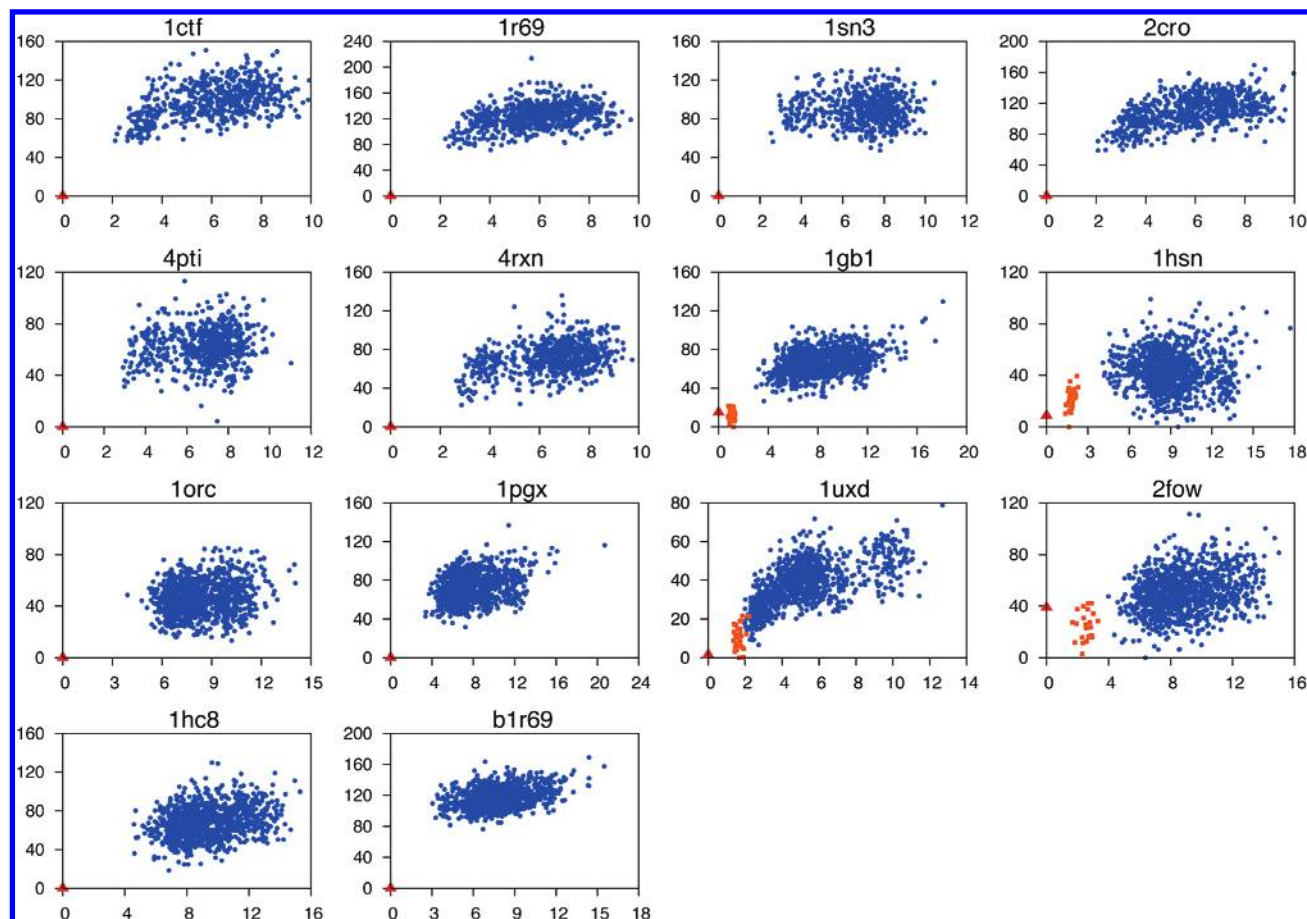 1ctf 1r69 1sn3 2cro
160 240 160 200
120 200 120 160
80 160 80 120
40 120 40 80
0 80 0 40
40 0
0
0 2 4 6 8 10 0 2 4 6 8 10 0 2 4 6 8 10 12 0 2 4 6 8 10
4pti 4rxn 1gb1 1hsn
120 160 160 120
80 120 120 80
40 80 80 40
0 40 40 0
0 0
0 2 4 6 8 10 12 0 2 4 6 8 10 0 4 8 12 16 20 0 3 6 9 12 15 18
1orc 1pgx 1uxd 2fow
120 160 80 120
80 120 60 80
40 80 40 40
0 40 20 0
0 0
0 3 6 9 12 15 0 4 8 12 16 20 24 0 2 4 6 8 10 12 14 0 4 8 12 16
1hc8 b1r69
160 200
120 160
80 120
40 80
0 40
0
0 4 8 12 16 0 3 6 9 12 15 18